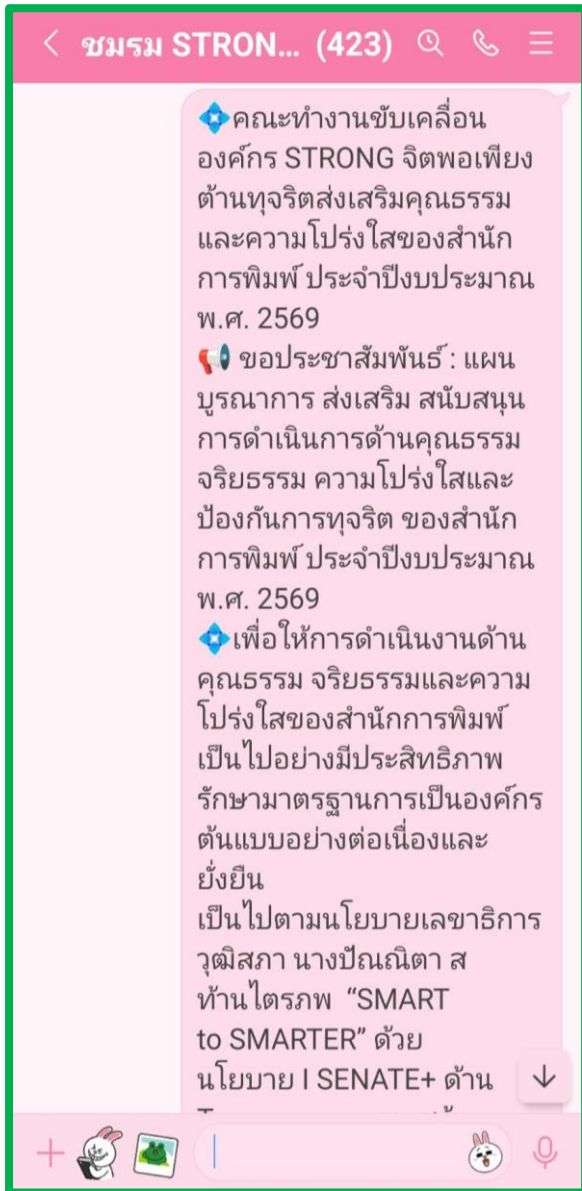 ชมรม STRON... (423)
💠คณะทำงานขับเคลื่อน
องค์กร STRONG จิตพอเพียง
ต้านทุจริตส่งเสริมคุณธรรม
และความโปร่งใสของสำนัก
การพิมพ์ ประจำปีงบประมาณ
พ.ศ. 2569
📢 ขอประชาสัมพันธ์ : แผน
บูรณาการ ส่งเสริม สนับสนุน
การดำเนินการด้านคุณธรรม
จริยธรรม ความโปร่งใสและ
ป้องกันการทุจริต ของสำนัก
การพิมพ์ ประจำปีงบประมาณ
พ.ศ. 2569
💠เพื่อให้การดำเนินงานด้าน
คุณธรรม จริยธรรมและความ
โปร่งใสของสำนักการพิมพ์
เป็นไปอย่างมีประสิทธิภาพ
รักษามาตรฐานการเป็นองค์กร
ต้นแบบอย่างต่อเนื่องและ
ยั่งยืน
เป็นไปตามนโยบายเลขาธิการ
วุฒิสภา นางปัณณิตา ส
ท้านไตรภพ “SMART
to SMARTER” ด้วย
นโยบาย I SENATE+ ด้าน